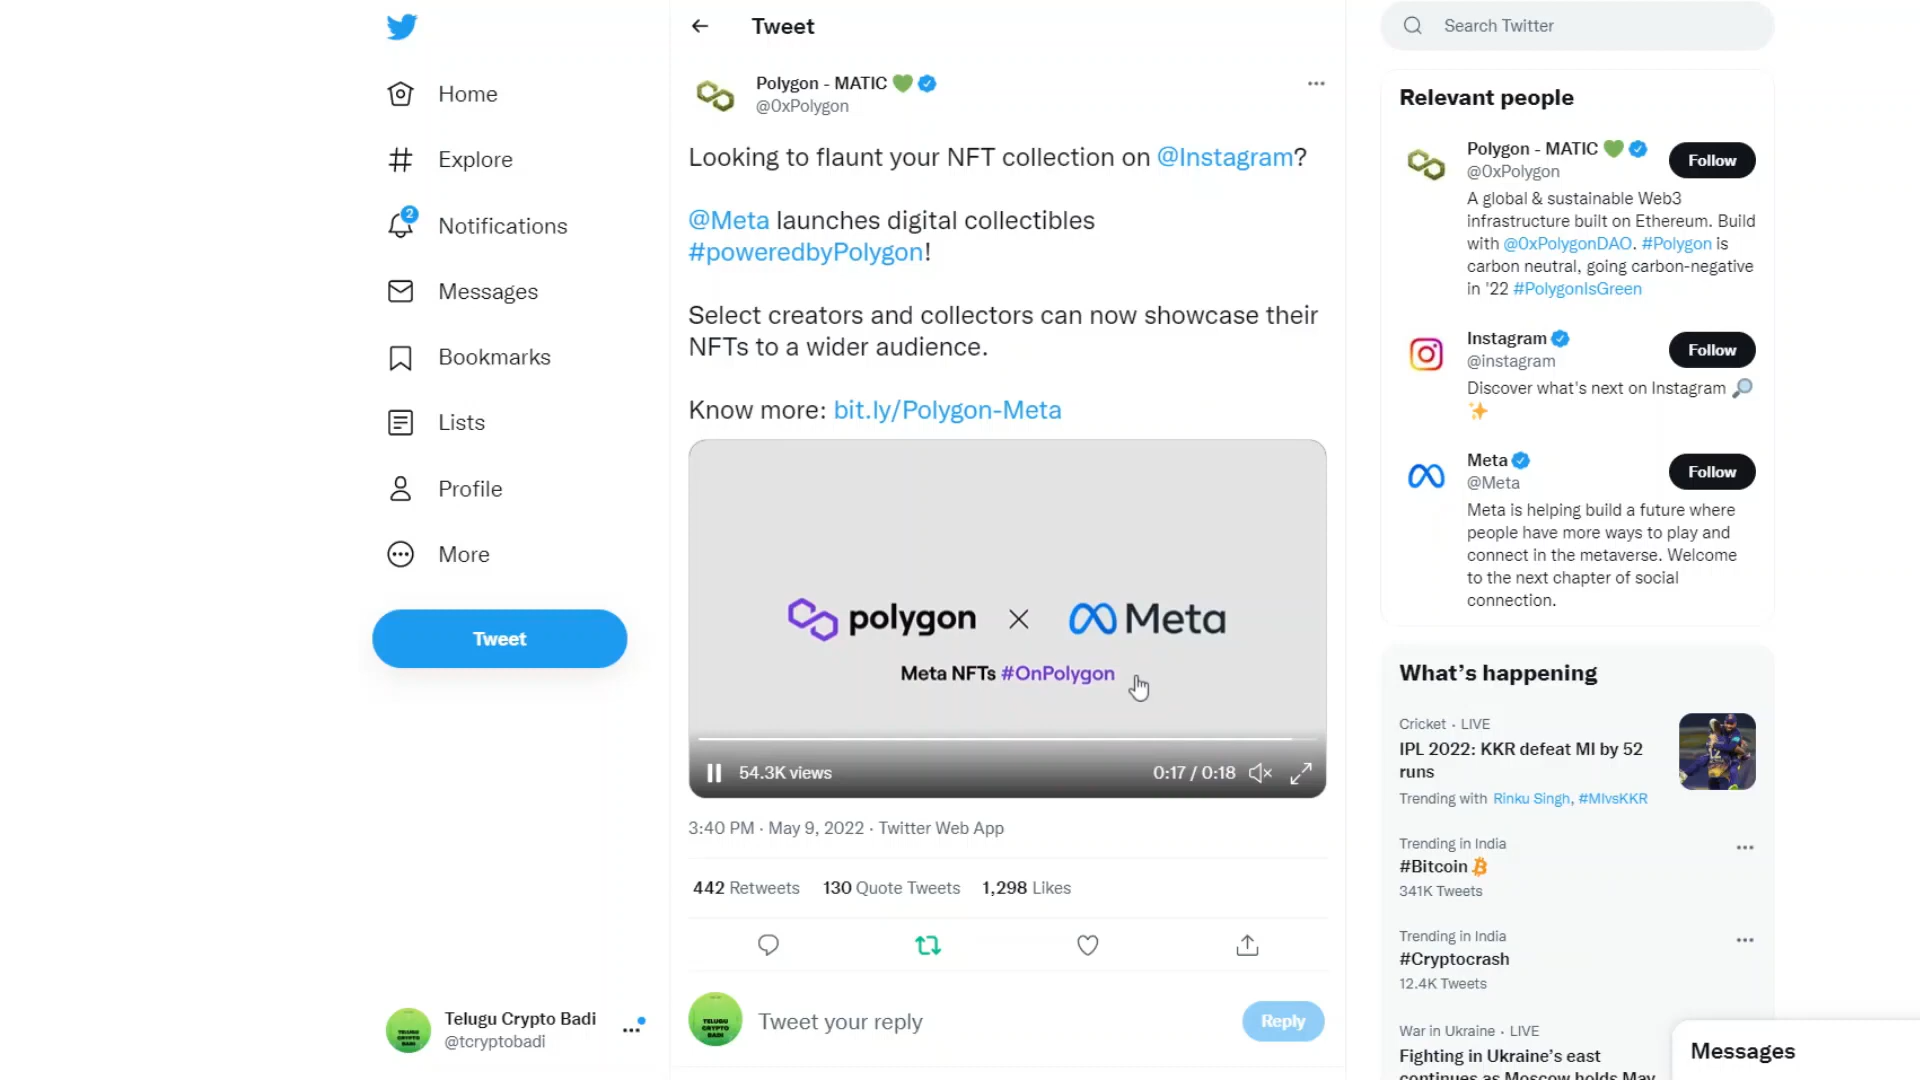 Home
Explore
2
Notifications
Messages
Bookmarks
Lists
Profile
More
Tweet
Telugu Crypto Badi
@tcryptobadi
Tweet
Polygon - MATIC 💚
@0xPolygon
Looking to flaunt your NFT collection on @Instagram?
@Meta launches digital collectibles
#poweredbyPolygon!
Select creators and collectors can now showcase their
NFTs to a wider audience.
Know more: bit.ly/Polygon-Meta
polygon × Meta
Meta NFTs #OnPolygon
54.3K views
0:17 / 0:18
3:40 PM · May 9, 2022 · Twitter Web App
442 Retweets 130 Quote Tweets 1,298 Likes
TELUGU
CRYPTO
BADI
Tweet your reply
Reply
Search Twitter
Relevant people
Polygon - MATIC 💚
@0xPolygon
Follow
A global & sustainable Web3
infrastructure built on Ethereum. Build
with @0xPolygonDAO. #Polygon is
carbon neutral, going carbon-negative
in '22 #PolygonIsGreen
Instagram
@instagram
Follow
Discover what's next on Instagram 🔎
✨
Meta
@Meta
Follow
Meta is helping build a future where
people have more ways to play and
connect in the metaverse. Welcome
to the next chapter of social
connection.
What's happening
Cricket · LIVE
IPL 2022: KKR defeat MI by 52
runs
Trending with Rinku Singh, #MIvsKKR
Trending in India
#Bitcoin
341K Tweets
Trending in India
#Cryptocrash
12.4K Tweets
War in Ukraine · LIVE
Fighting in Ukraine's east
continues as Moscow holds May
Messages